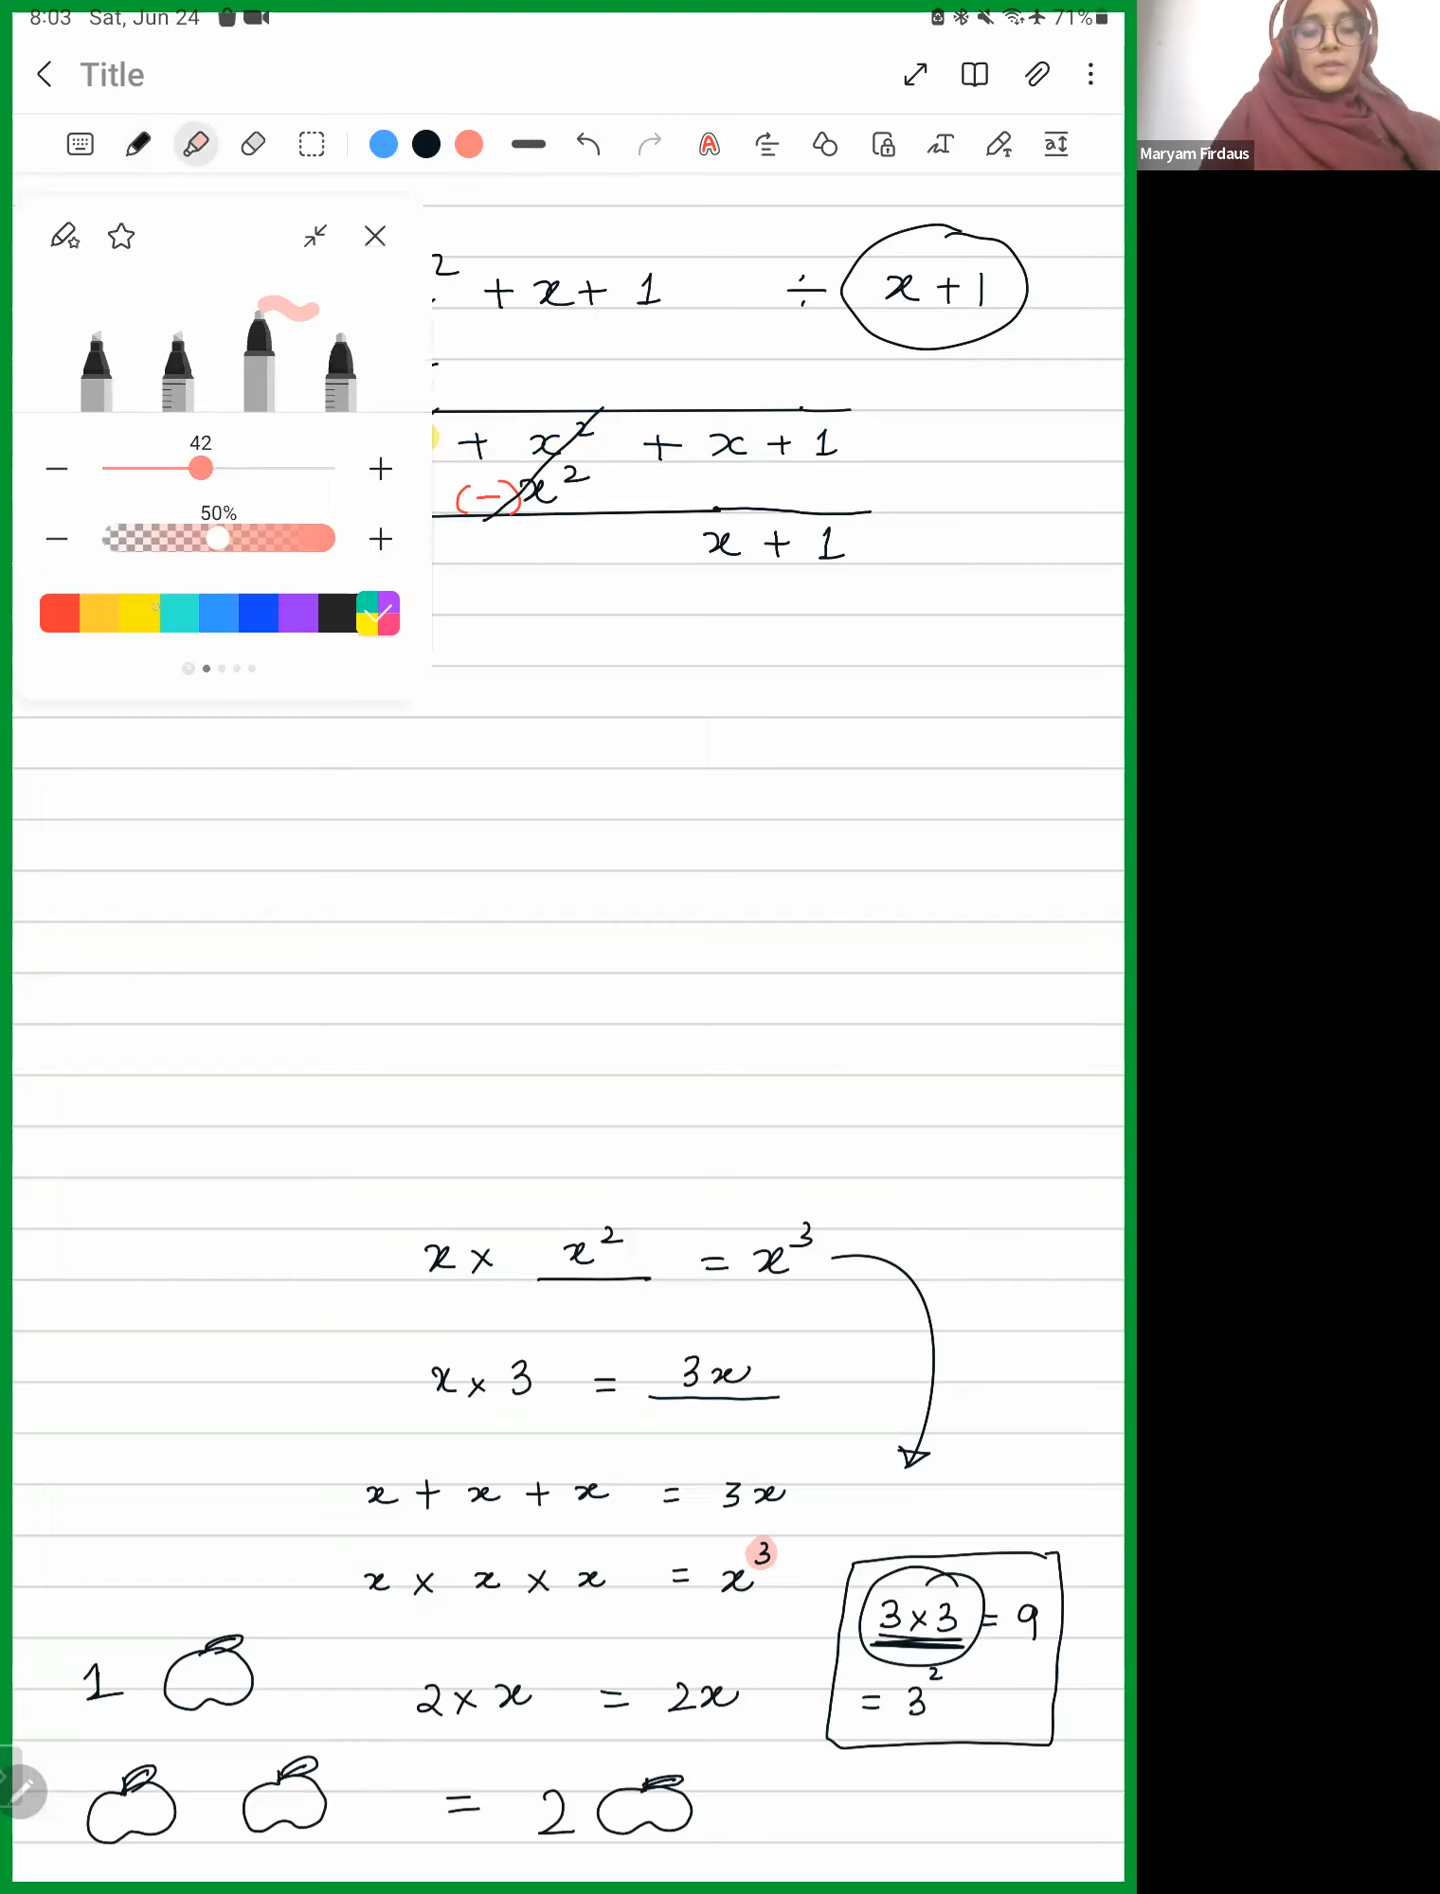 8:03 Sat, Jun 24 71%
Title
Maryam Firdaus
2 + x + 1 ÷ x + 1
42
+ x² + x + 1
(-) x²
50%
x + 1
x × x² = x³
x × 3 = 3x
x + x + x = 3x
x × x × x = x³
3 × 3 = 9
1
2 × x = 2x
= 3²
= 2